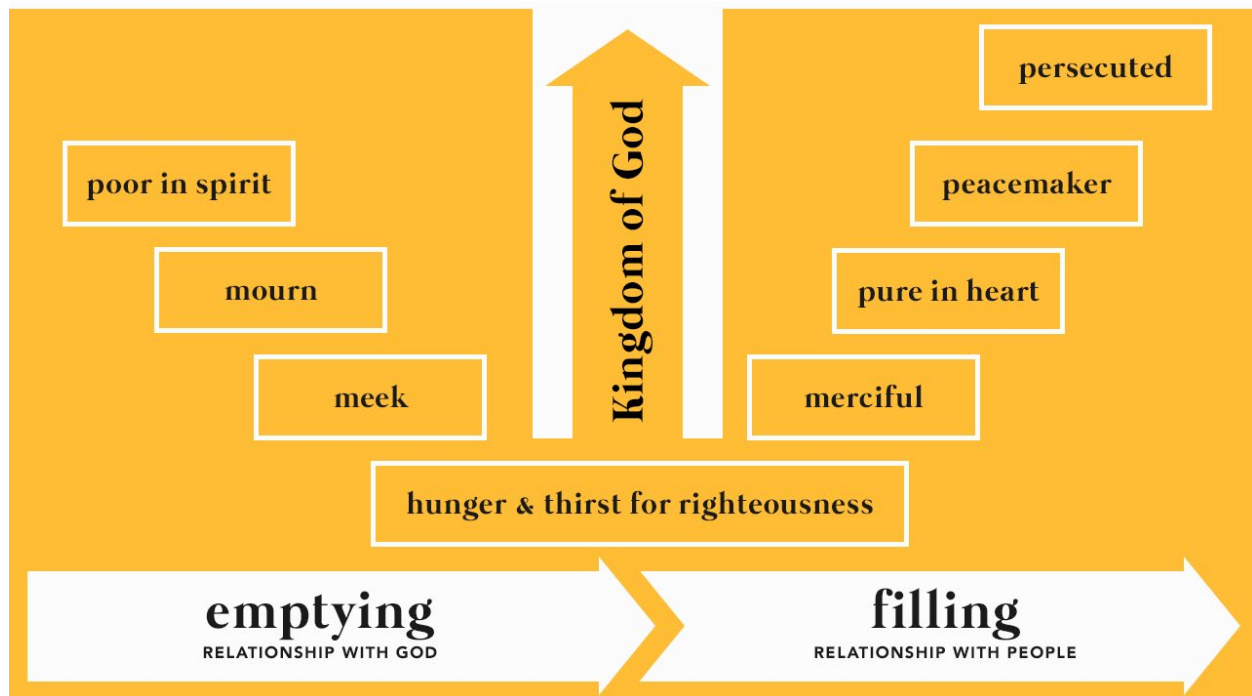 persecuted
poor in spirit
peacemaker
mourn
pure in heart
meek
merciful
Kingdom of God
hunger & thirst for righteousness
emptying
RELATIONSHIP WITH GOD
filling
RELATIONSHIP WITH PEOPLE